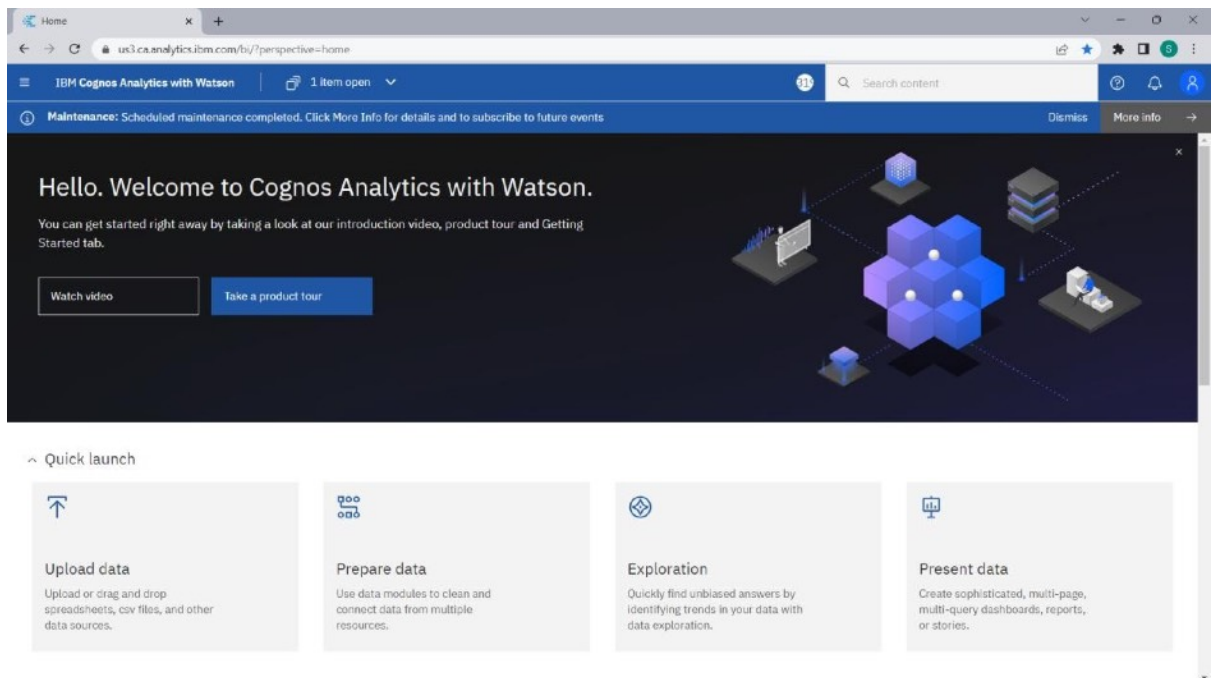 Home
us3.ca.analytics.ibm.com/bi/?perspective=home
S
IBM Cognos Analytics with Watson
1 item open
Search content
Maintenance: Scheduled maintenance completed. Click More Info for details and to subscribe to future events
Dismiss
More info
Hello. Welcome to Cognos Analytics with Watson.
You can get started right away by taking a look at our introduction video, product tour and Getting
Started tab.
Watch video
Take a product tour
Quick launch
Upload data
Upload or drag and drop
spreadsheets, csv files, and other
data sources.
Prepare data
Use data modules to clean and
connect data from multiple
resources.
Exploration
Quickly find unbiased answers by
identifying trends in your data with
data exploration.
Present data
Create sophisticated, multi-page,
multi-query dashboards, reports,
or stories.